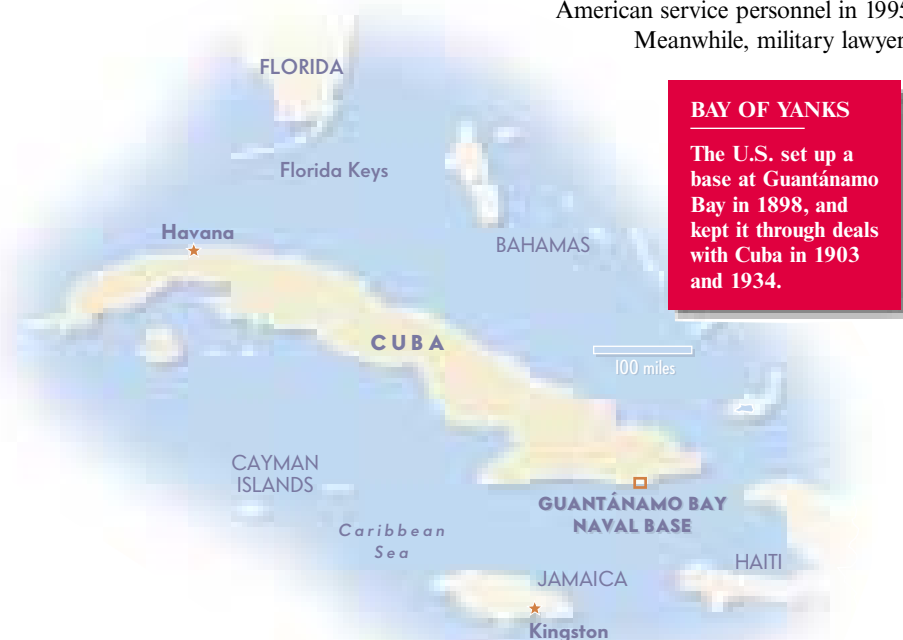 American service personnel in 1995
Meanwhile, military lawyer
FLORIDA
BAY OF YANKS
The U.S. set up a
base at Guantánamo
Bay in 1898, and
kept it through deals
with Cuba in 1903
and 1934.
Florida Keys
Havana
BAHAMAS
CUBA
100 miles
CAYMAN
ISLANDS
GUANTÁNAMO BAY
NAVAL BASE
Caribbean
Sea
HAITI
JAMAICA
Kingston